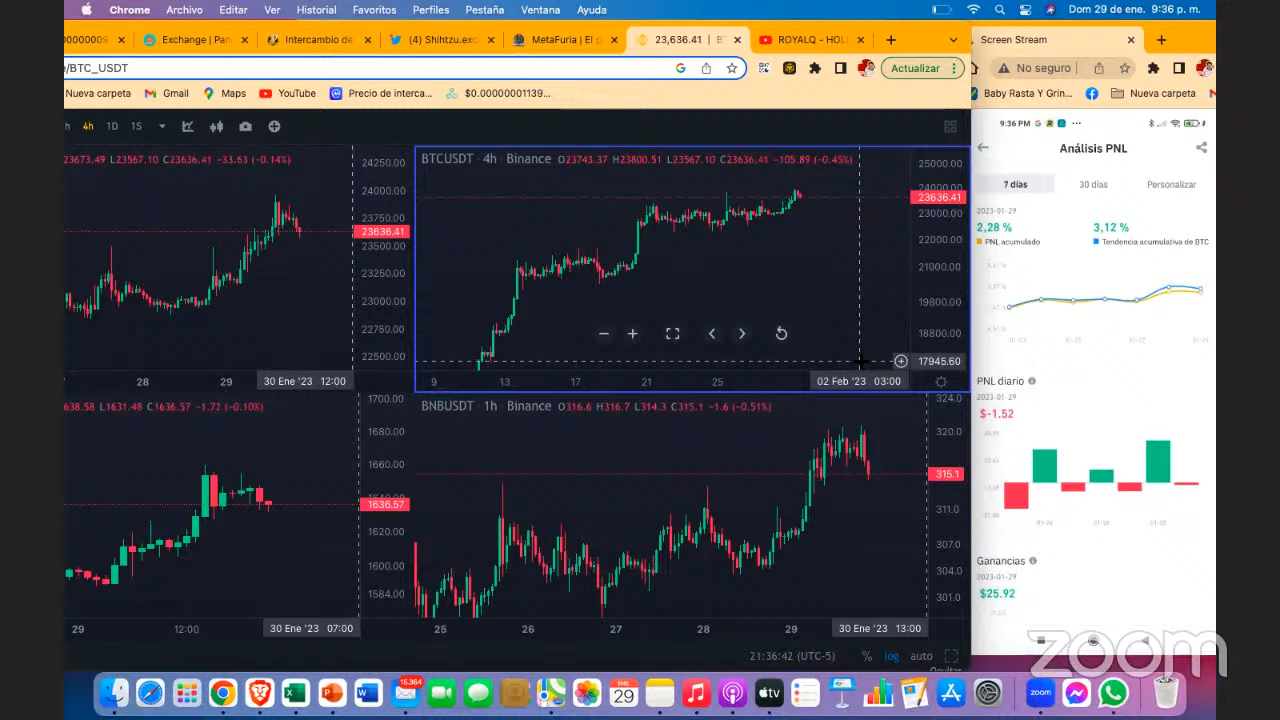 Chrome Archivo Editar Ver Historial Favoritos Perfiles Pestaña Ventana Ayuda Dom 29 de ene. 9:36 p. m.
Exchange | Pan Intercambio de (4) Shihtzu.exc MetaFuria | El p 23,636.41 | B ROYALQ - HOL Screen Stream
/BTC_USDT Actualizar No seguro
Nueva carpeta Gmail Maps YouTube Precio de interca... $0.00000001139... Baby Rasta Y Grin... Nueva carpeta
h 4h 1D 1S
23673.49 L23567.10 C23636.41 -33.63 (-0.14%)
24250.00
24000.00
23750.00
23636.41
23500.00
23250.00
23000.00
22750.00
22500.00
28 29 30 Ene '23 12:00
BTCUSDT · 4h · Binance O23743.37 H23800.51 L23567.10 C23636.41 -105.89 (-0.45%)
25000.00
24000.00
23636.41
23000.00
22000.00
21000.00
19800.00
18800.00
17945.60
9 13 17 21 25 02 Feb '23 03:00
1638.58 L1631.48 C1636.57 -1.72 (-0.10%)
1700.00
1680.00
1660.00
1640.00
1636.57
1620.00
1600.00
1584.00
29 12:00 30 Ene '23 07:00
BNBUSDT · 1h · Binance O316.6 H316.7 L314.3 C315.1 -1.6 (-0.51%)
324.0
320.0
315.1
311.0
307.0
304.0
301.0
25 26 27 28 29 30 Ene '23 13:00
21:36:42 (UTC-5) % log auto
Ocultar
9:36 PM
Análisis PNL
7 días 30 días Personalizar
2023-01-29
2,28 % 3,12 %
PNL acumulado Tendencia acumulativa de BTC
PNL diario
2023-01-29
$-1.52
Ganancias
2023-01-29
$25.92
zoom
15.364
ENE
29
tv
zoom